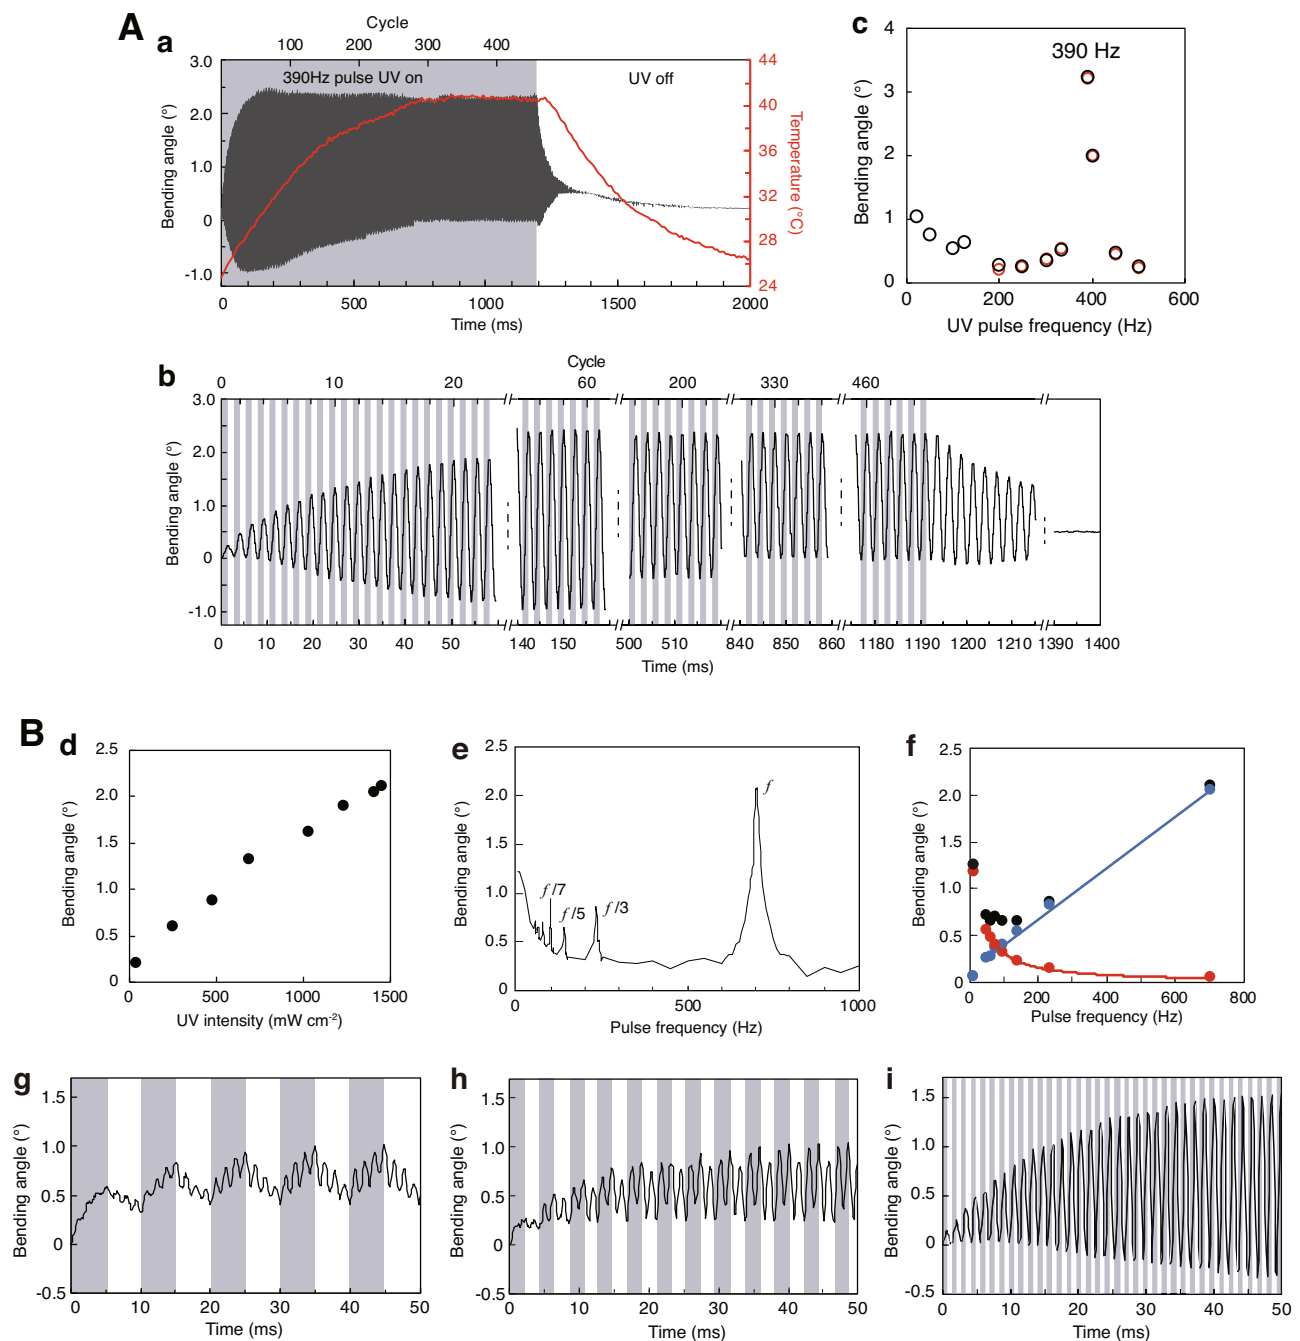 A
a
Cycle
100 200 300 400
3.0
2.0
1.0
0
-1.0
Bending angle (°)
390Hz pulse UV on
UV off
44
40
36
32
28
24
Temperature (°C)
0 500 1000 1500 2000
Time (ms)
c
4
3
2
1
0
Bending angle (°)
390 Hz
0 200 400 600
UV pulse frequency (Hz)
b
Cycle
0 10 20 60 200 330 460
3.0
2.0
1.0
0
-1.0
Bending angle (°)
0 10 20 30 40 50 140 150 500 510 840 850 860 1180 1190 1200 1210 1390 1400
Time (ms)
B
d
2.5
2.0
1.5
1.0
0.5
0
Bending angle (°)
0 500 1000 1500
UV intensity (mW cm-2)
e
2.5
2.0
1.5
1.0
0.5
0
Bending angle (°)
f/7
f/5
f/3
f
0 500 1000
Pulse frequency (Hz)
f
2.5
2.0
1.5
1.0
0.5
0
Bending angle (°)
0 200 400 600 800
Pulse frequency (Hz)
g
1.5
1.0
0.5
0
-0.5
Bending angle (°)
0 10 20 30 40 50
Time (ms)
h
1.5
1.0
0.5
0
-0.5
Bending angle (°)
0 10 20 30 40 50
Time (ms)
i
1.5
1.0
0.5
0
-0.5
Bending angle (°)
0 10 20 30 40 50
Time (ms)